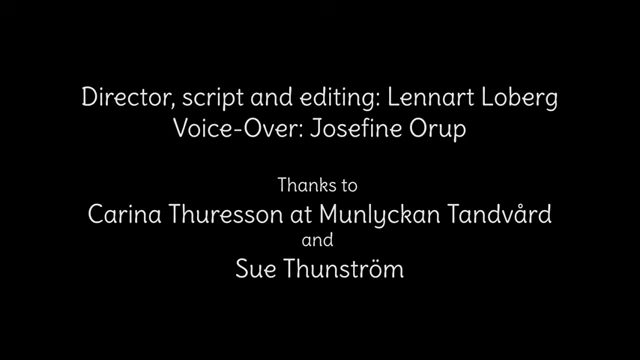 Director, script and editing: Lennart Loberg
Voice-Over: Josefine Orup
Thanks to
Carina Thuresson at Munlyckan Tandvård
and
Sue Thunström